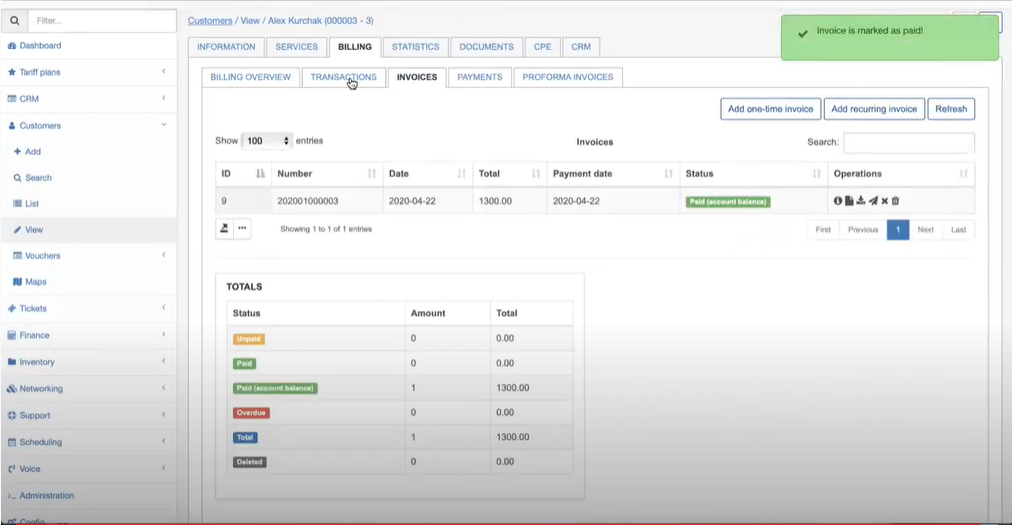 Filter...
Customers / View / Alex Kurchak (000003 - 3)
Invoice is marked as paid!
Dashboard
Tariff plans
CRM
Customers
Add
Search
List
View
Vouchers
Maps
Tickets
Finance
Inventory
Networking
Support
Scheduling
Voice
Administration
Config
INFORMATION SERVICES BILLING STATISTICS DOCUMENTS CPE CRM
BILLING OVERVIEW TRANSACTIONS INVOICES PAYMENTS PROFORMA INVOICES
Add one-time invoice Add recurring invoice Refresh
Show 100 entries Invoices Search:
ID Number Date Total Payment date Status Operations
9 202001000003 2020-04-22 1300.00 2020-04-22 Paid (account balance)
Showing 1 to 1 of 1 entries First Previous 1 Next Last
TOTALS
Status Amount Total
Unpaid 0 0.00
Paid 0 0.00
Paid (account balance) 1 1300.00
Overdue 0 0.00
Total 1 1300.00
Deleted 0 0.00